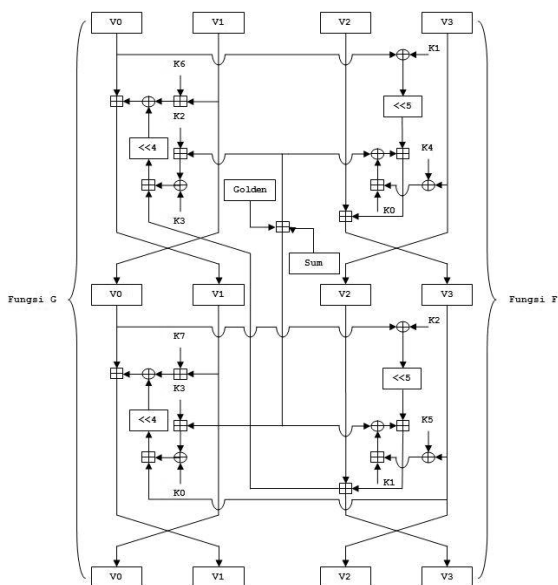 V0 V1 V2 V3
K1
K6
<<5
K2
<<4
K4
Golden
K3
K0
Sum
Fungsi G
V0 V1 V2 V3
Fungsi F
K2
K7
<<5
K3
<<4
K5
K0
K1
V0 V1 V2 V3